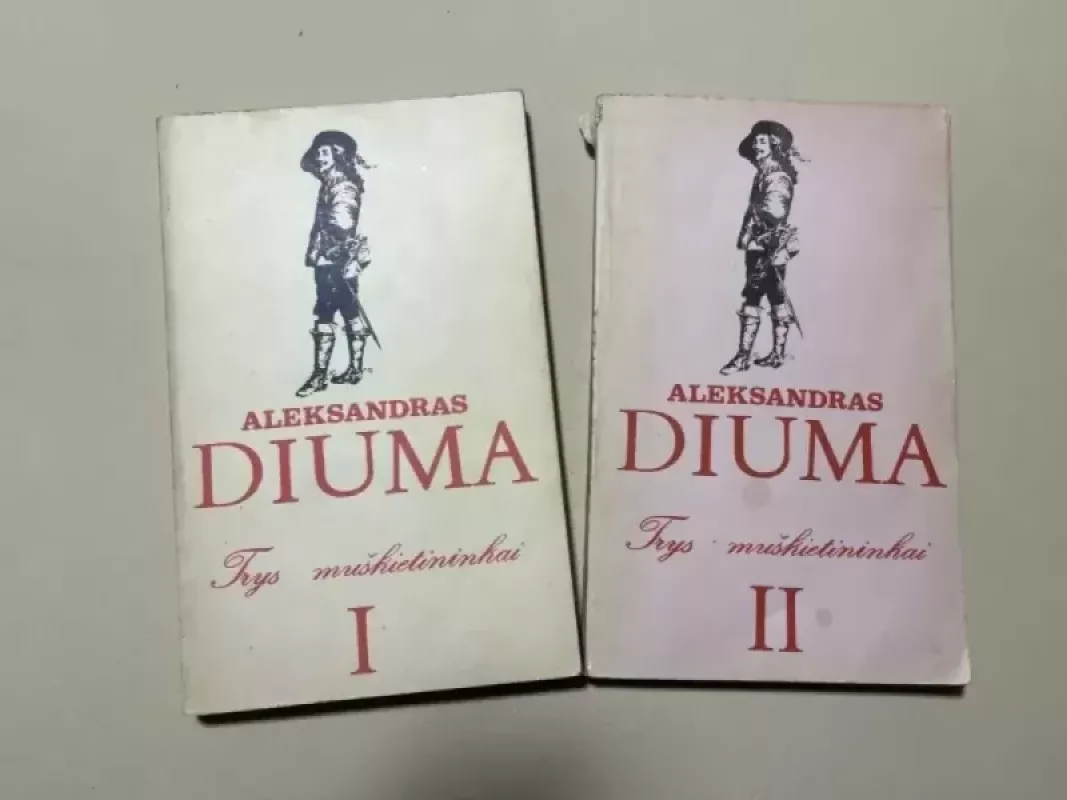 ALEKSANDRAS
DIUMA
Trys muškietininkai
I
ALEKSANDRAS
DIUMA
Trys muškietininkai
II